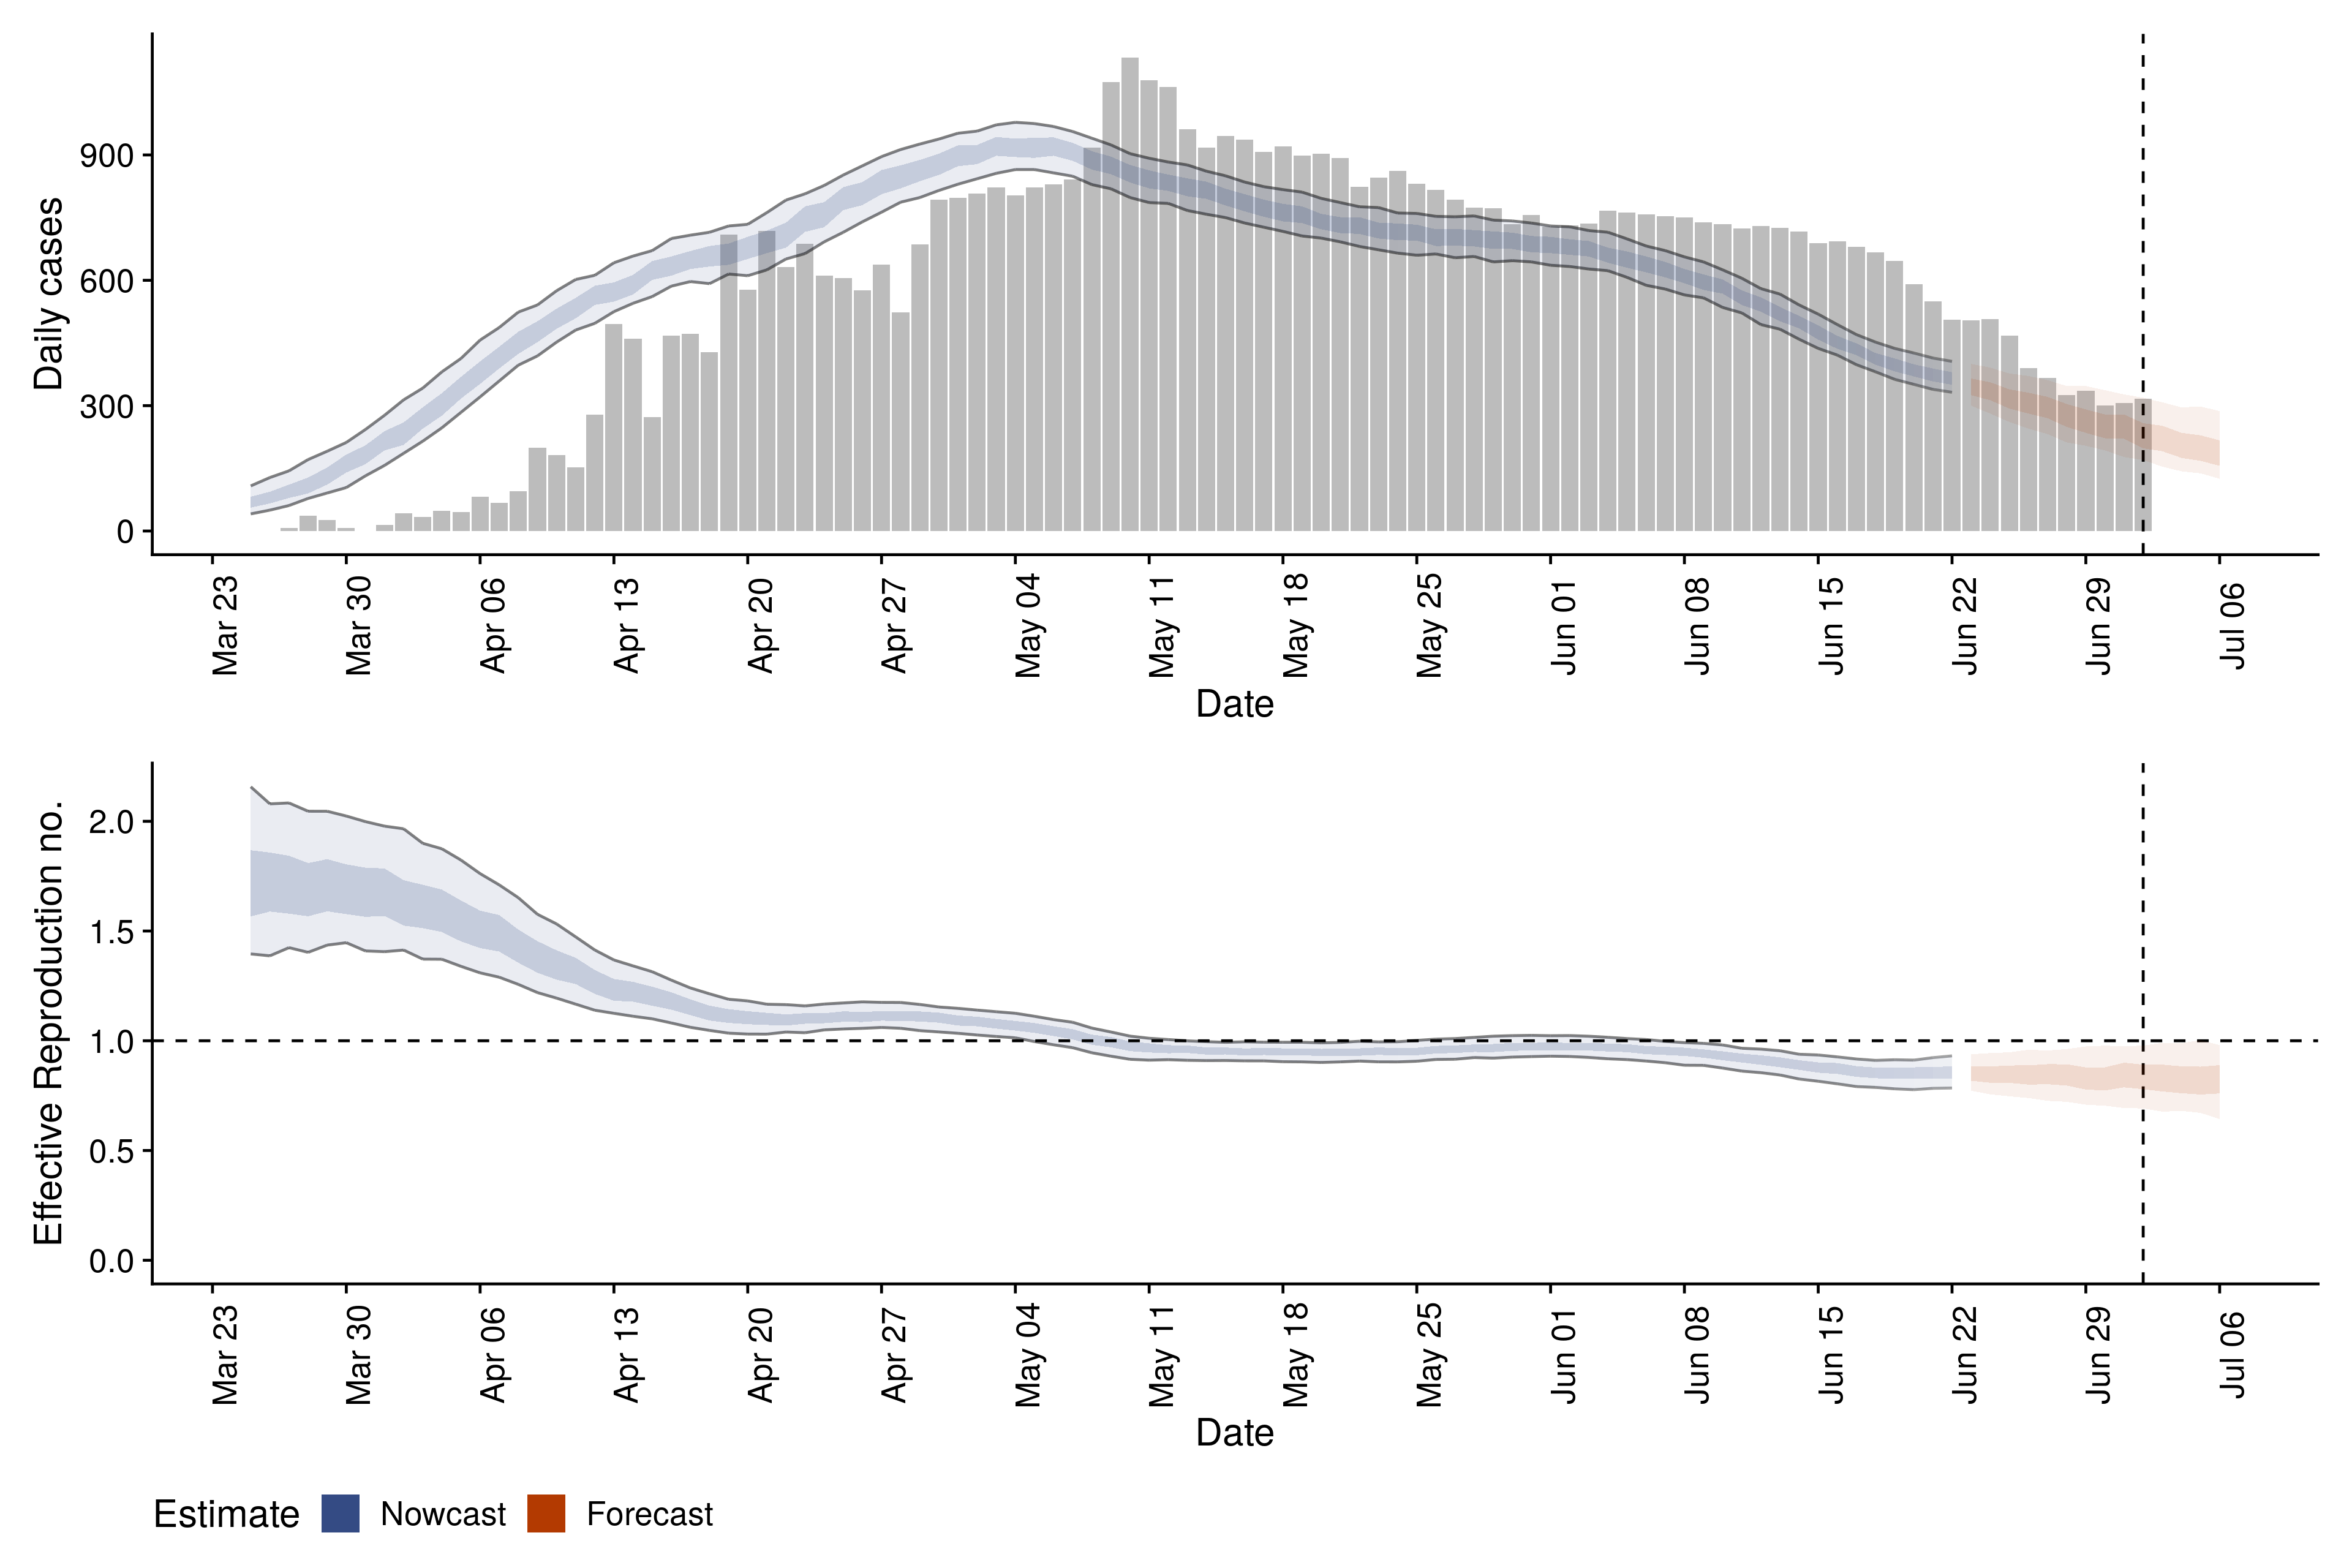 Daily cases
900
600
300
0
Mar 23
Mar 30
Apr 06
Apr 13
Apr 20
Apr 27
May 04
May 11
May 18
May 25
Jun 01
Jun 08
Jun 15
Jun 22
Jun 29
Jul 06
Date
Effective Reproduction no.
2.0
1.5
1.0
0.5
0.0
Mar 23
Mar 30
Apr 06
Apr 13
Apr 20
Apr 27
May 04
May 11
May 18
May 25
Jun 01
Jun 08
Jun 15
Jun 22
Jun 29
Jul 06
Date
Estimate Nowcast Forecast